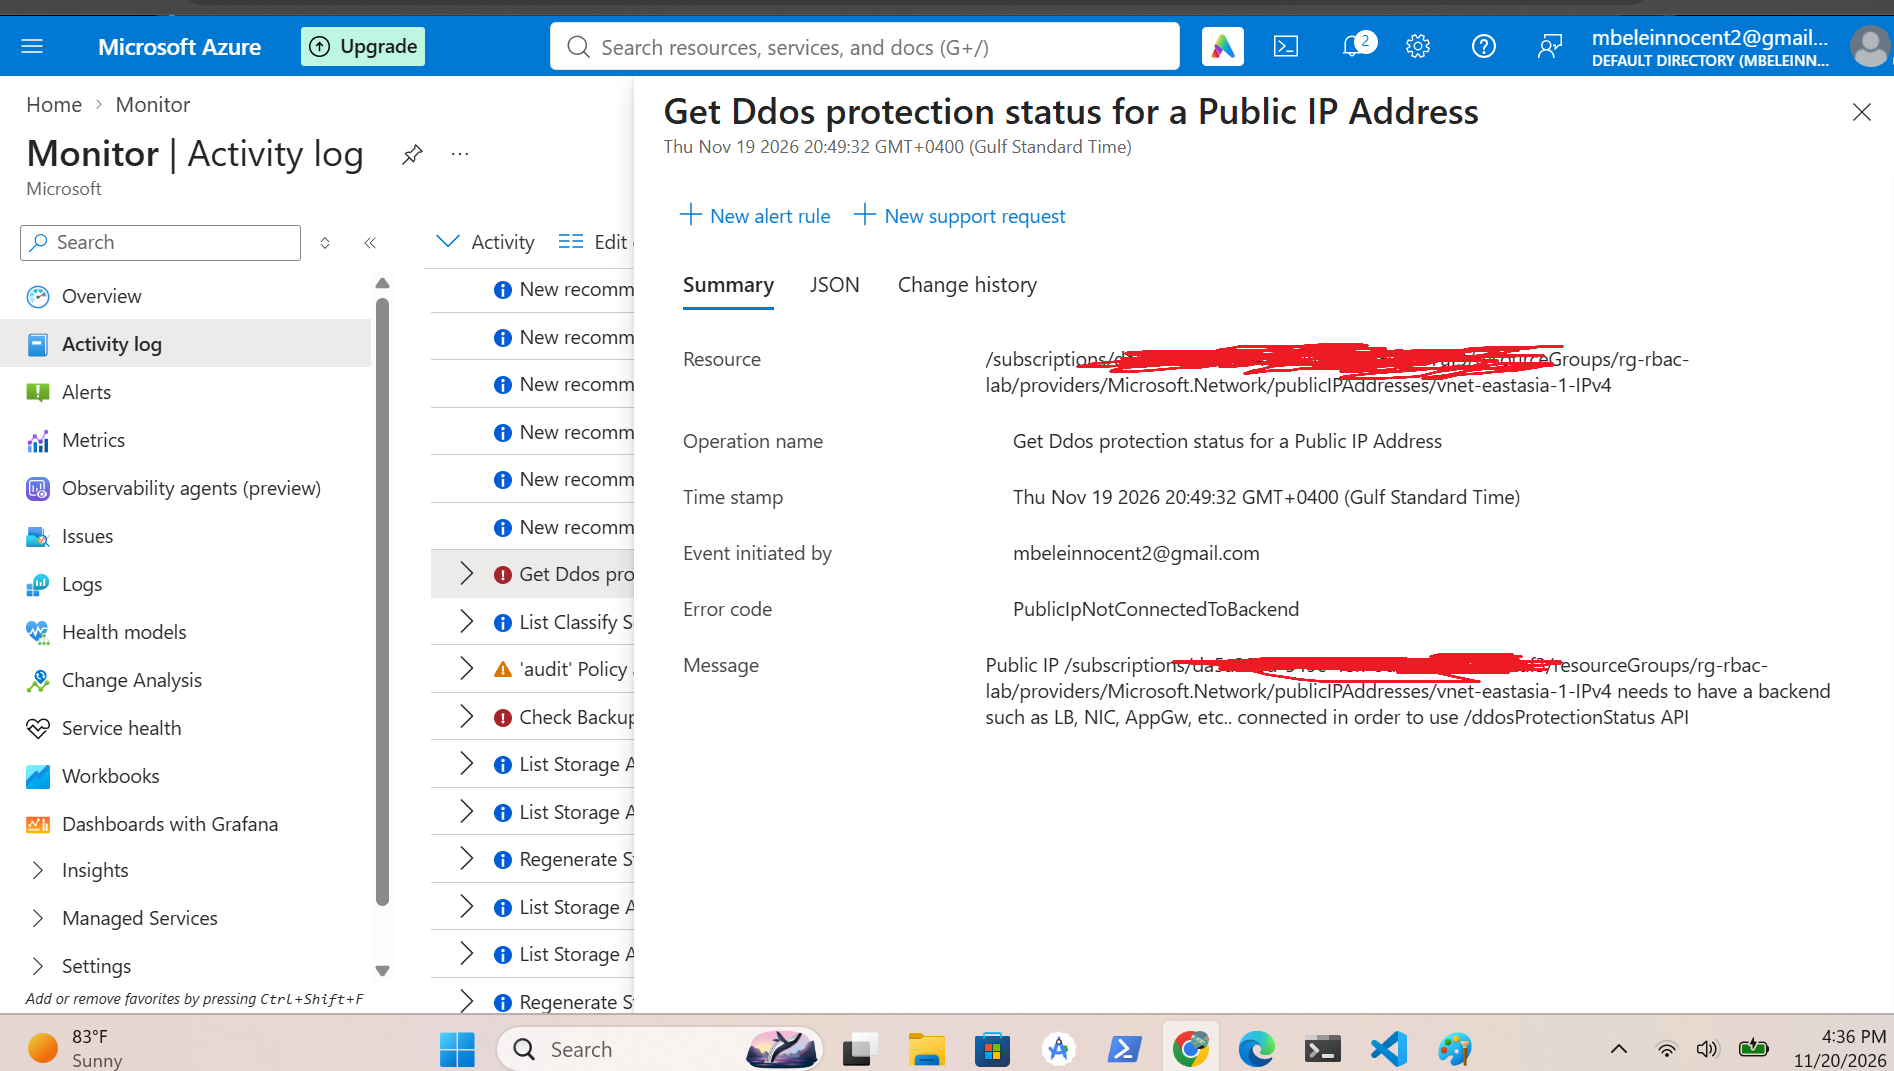 Microsoft Azure
Upgrade
Search resources, services, and docs (G+/)
2
mbeleinnocent2@gmail...
DEFAULT DIRECTORY (MBELEINN...
Home > Monitor
Monitor | Activity log
...
Microsoft
Search
Overview
Activity log
Alerts
Metrics
Observability agents (preview)
Issues
Logs
Health models
Change Analysis
Service health
Workbooks
Dashboards with Grafana
Insights
Managed Services
Settings
Add or remove favorites by pressing Ctrl+Shift+F
Activity
Edit
New recomm
New recomm
New recomm
New recomm
New recomm
New recomm
Get Ddos pro
List Classify S
'audit' Policy
Check Backup
List Storage A
List Storage A
Regenerate S
List Storage A
List Storage A
Regenerate S
Get Ddos protection status for a Public IP Address
Thu Nov 19 2026 20:49:32 GMT+0400 (Gulf Standard Time)
New alert rule
New support request
Summary
JSON
Change history
Resource
/subscriptions/ resourceGroups/rg-rbac-
lab/providers/Microsoft.Network/publicIPAddresses/vnet-eastasia-1-IPv4
Operation name
Get Ddos protection status for a Public IP Address
Time stamp
Thu Nov 19 2026 20:49:32 GMT+0400 (Gulf Standard Time)
Event initiated by
mbeleinnocent2@gmail.com
Error code
PublicIpNotConnectedToBackend
Message
Public IP /subscriptions/ /resourceGroups/rg-rbac-
lab/providers/Microsoft.Network/publicIPAddresses/vnet-eastasia-1-IPv4 needs to have a backend
such as LB, NIC, AppGw, etc.. connected in order to use /ddosProtectionStatus API
83°F
Sunny
Search
4:36 PM
11/20/2026